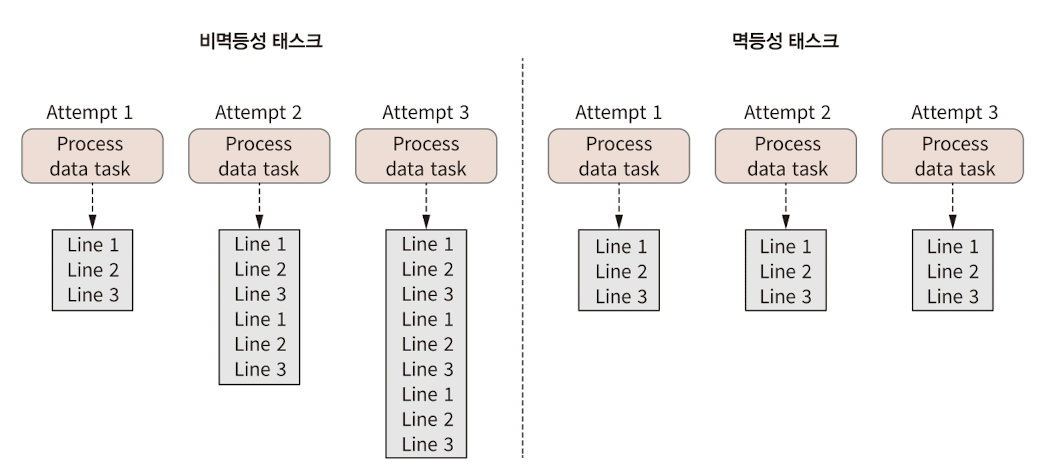 비멱등성 태스크
Attempt 1
Process
data task
Line 1
Line 2
Line 3
Attempt 2
Process
data task
Line 1
Line 2
Line 3
Line 1
Line 2
Line 3
Attempt 3
Process
data task
Line 1
Line 2
Line 3
Line 1
Line 2
Line 3
Line 1
Line 2
Line 3
멱등성 태스크
Attempt 1
Process
data task
Line 1
Line 2
Line 3
Attempt 2
Process
data task
Line 1
Line 2
Line 3
Attempt 3
Process
data task
Line 1
Line 2
Line 3